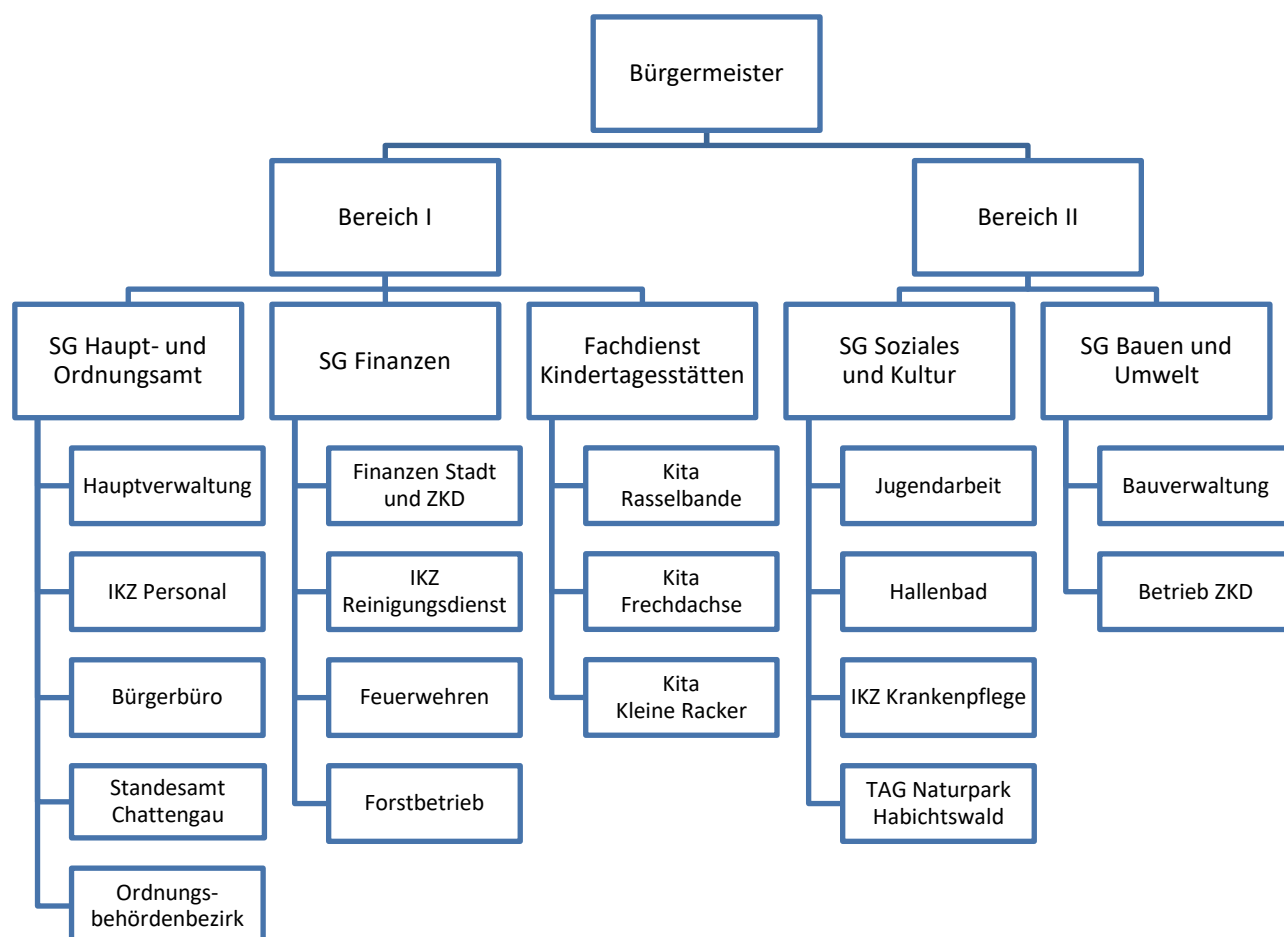 Bürgermeister
Bereich I
Bereich II
SG Haupt- und
Ordnungsamt
SG Finanzen
Fachdienst
Kindertagesstätten
SG Soziales
und Kultur
SG Bauen und
Umwelt
Hauptverwaltung
IKZ Personal
Bürgerbüro
Standesamt
Chattengau
Ordnungs-
behördenbezirk
Finanzen Stadt
und ZKD
IKZ
Reinigungsdienst
Feuerwehren
Forstbetrieb
Kita
Rasselbande
Kita
Frechdachse
Kita
Kleine Racker
Jugendarbeit
Hallenbad
IKZ Krankenpflege
TAG Naturpark
Habichtswald
Bauverwaltung
Betrieb ZKD